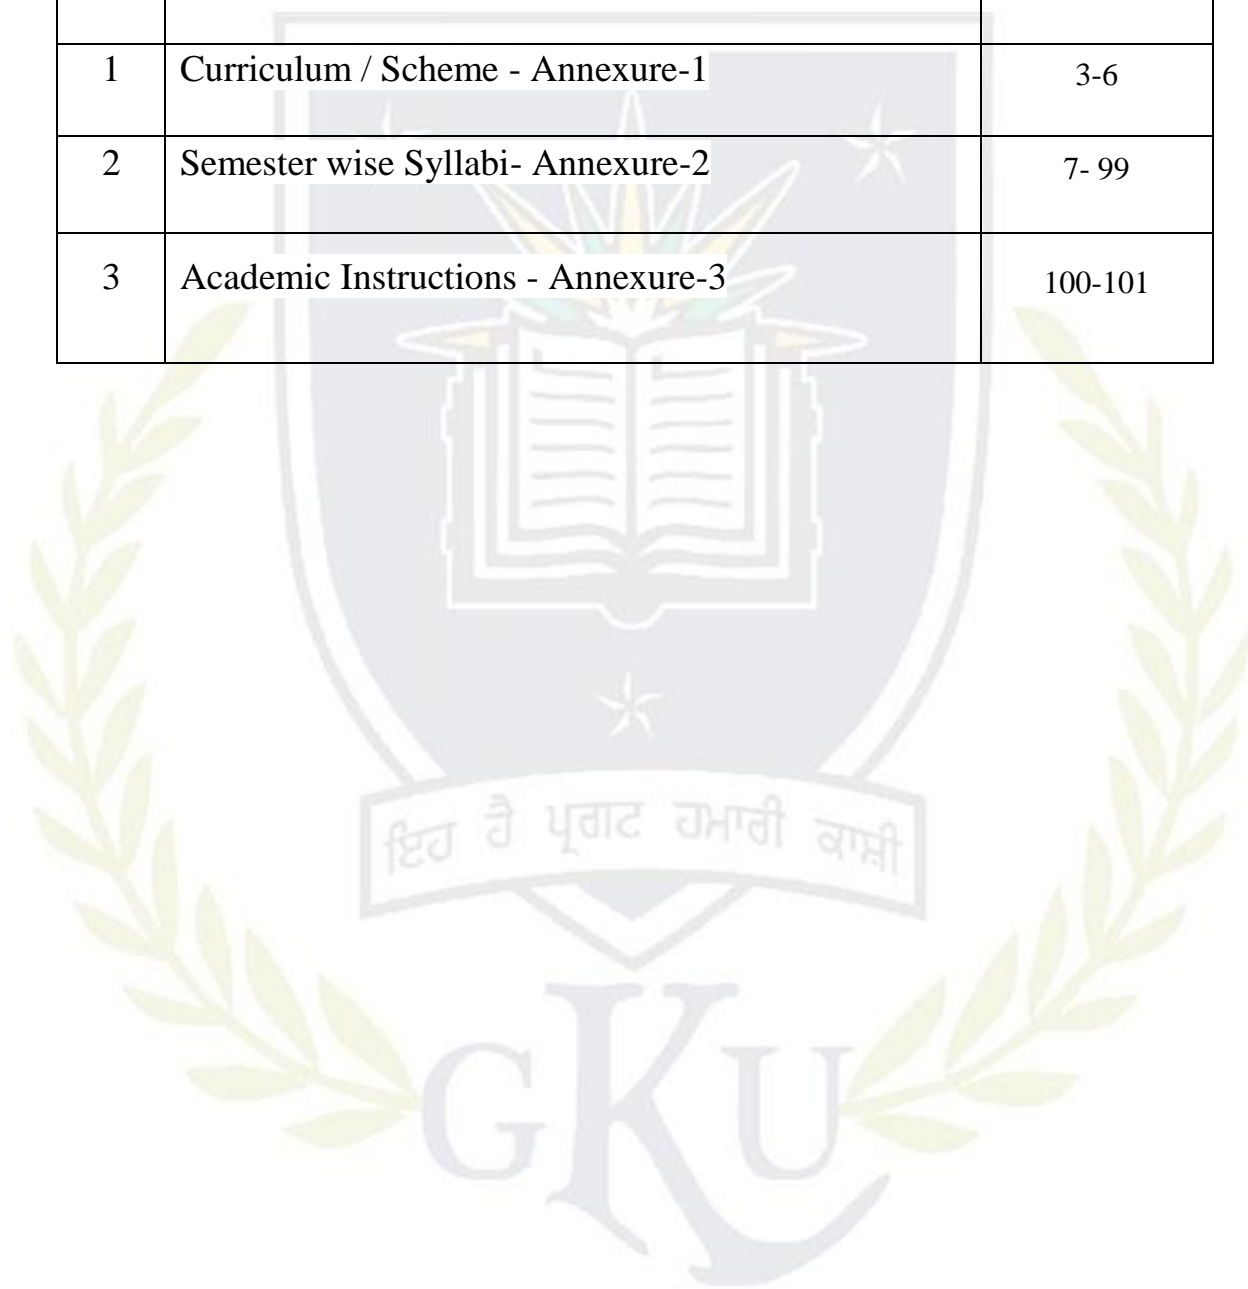 1 Curriculum / Scheme - Annexure-1 3-6
2 Semester wise Syllabi- Annexure-2 7- 99
3 Academic Instructions - Annexure-3 100-101
ਇਹ ਹੈ ਪ੍ਰਗਟ ਹਮਾਰੀ ਕਾਸ਼ੀ
GKU